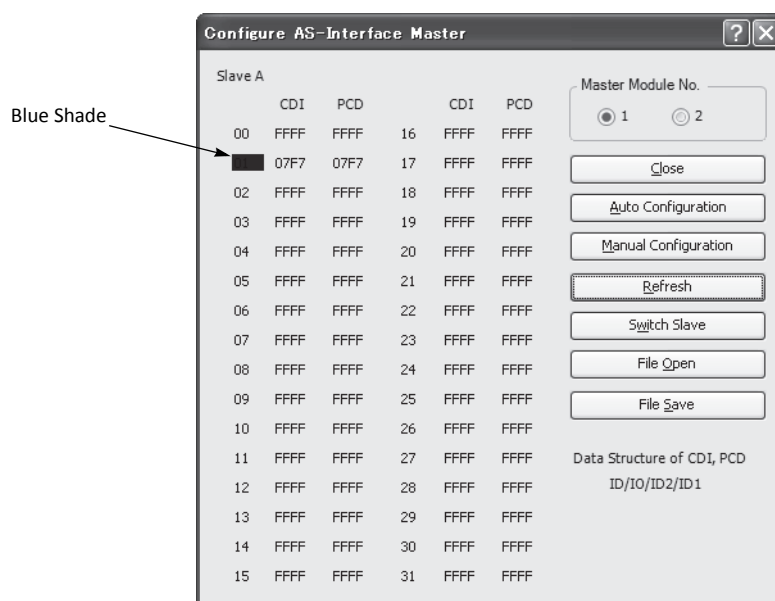 Configure AS-Interface Master
Slave A
CDI PCD CDI PCD
00 FFFF FFFF 16 FFFF FFFF
01 07F7 07F7 17 FFFF FFFF
02 FFFF FFFF 18 FFFF FFFF
03 FFFF FFFF 19 FFFF FFFF
04 FFFF FFFF 20 FFFF FFFF
05 FFFF FFFF 21 FFFF FFFF
06 FFFF FFFF 22 FFFF FFFF
07 FFFF FFFF 23 FFFF FFFF
08 FFFF FFFF 24 FFFF FFFF
09 FFFF FFFF 25 FFFF FFFF
10 FFFF FFFF 26 FFFF FFFF
11 FFFF FFFF 27 FFFF FFFF
12 FFFF FFFF 28 FFFF FFFF
13 FFFF FFFF 29 FFFF FFFF
14 FFFF FFFF 30 FFFF FFFF
15 FFFF FFFF 31 FFFF FFFF
Blue Shade
Master Module No.
1 2
Close
Auto Configuration
Manual Configuration
Refresh
Switch Slave
File Open
File Save
Data Structure of CDI, PCD
ID/IO/ID2/ID1